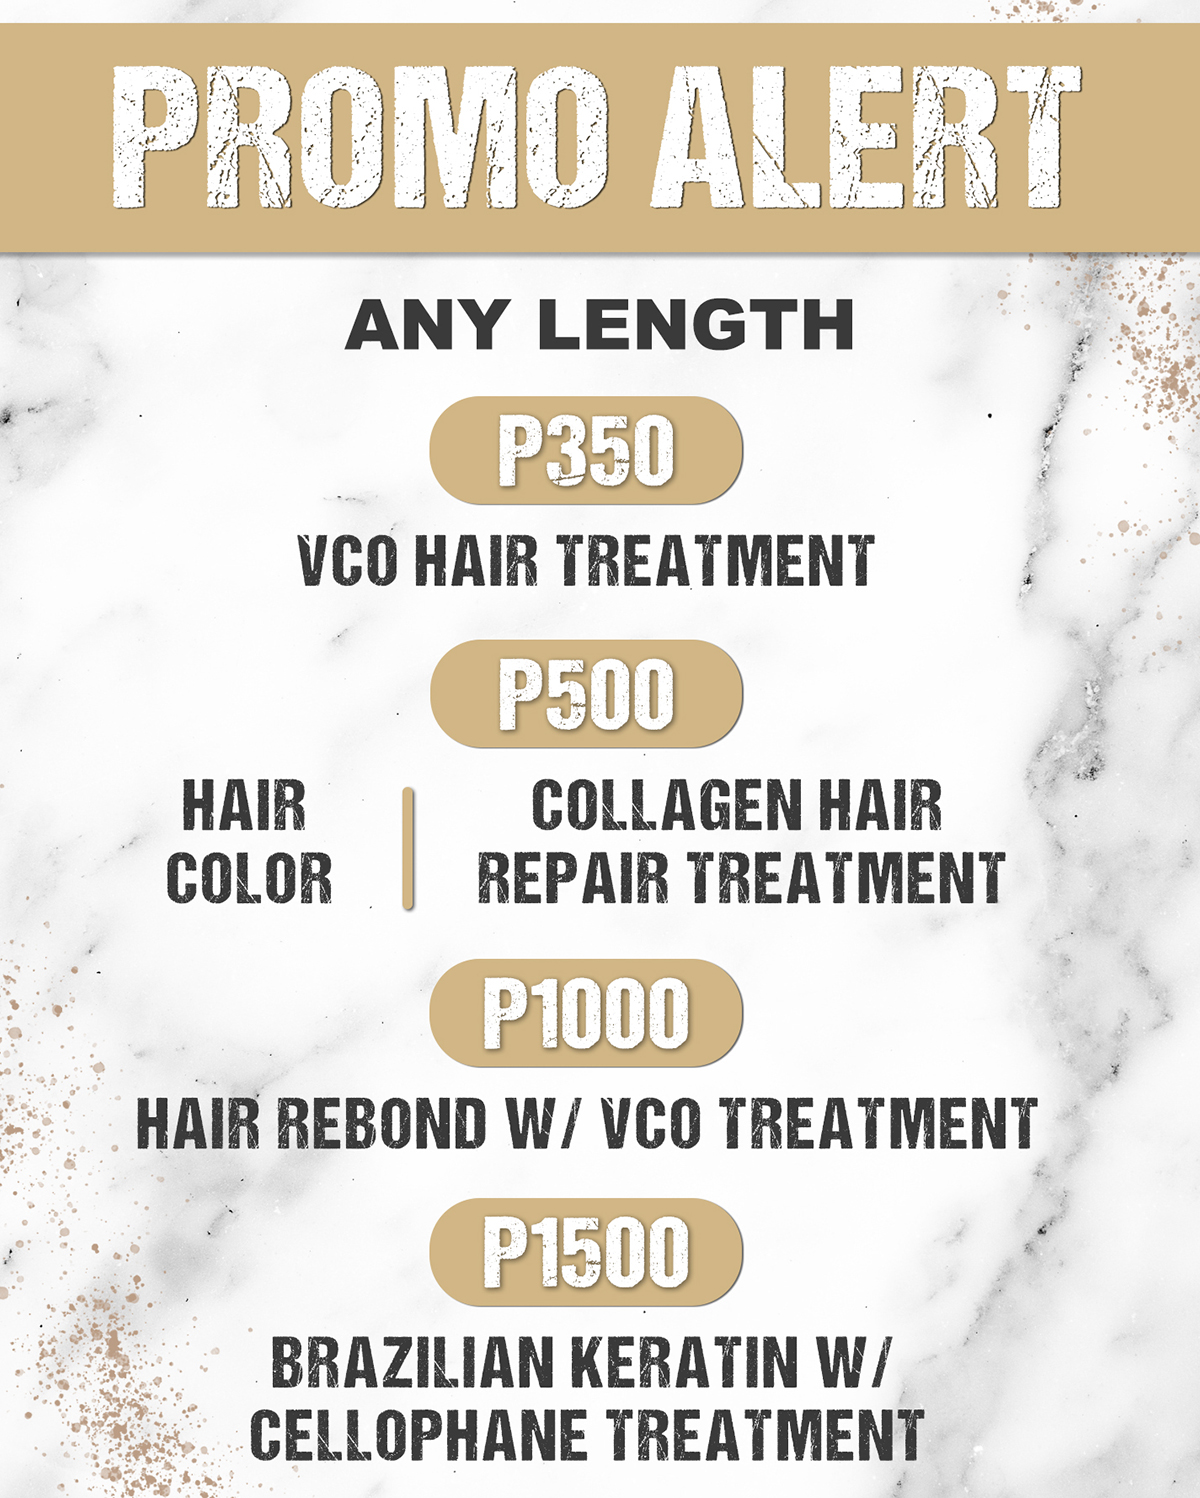 PROMO ALERT
ANY LENGTH
P350
VCO HAIR TREATMENT
P500
HAIR
COLOR
COLLAGEN HAIR
REPAIR TREATMENT
P1000
HAIR REBOND W/ VCO TREATMENT
P1500
BRAZILIAN KERATIN W/
CELLOPHANE TREATMENT